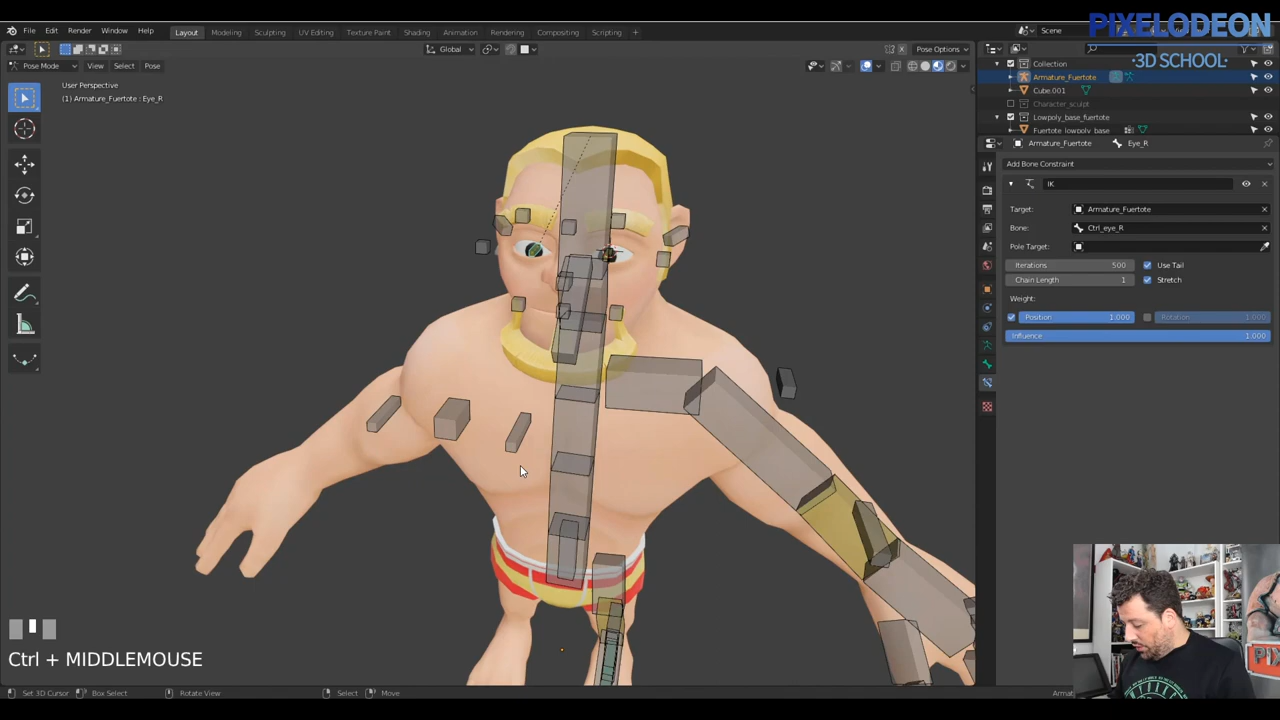 PIXELODEON
·3D SCHOOL·
File Edit Render Window Help
Layout Modeling Sculpting UV Editing Texture Paint Shading Animation Rendering Compositing Scripting +
Scene
Global
Pose Options
Pose Mode View Select Pose
Collection
Armature_Fuertote
Cube.001
Character_sculpt
Lowpoly_base_fuertote
Fuertote_lowpoly_base
User Perspective
(1) Armature_Fuertote : Eye_R
Armature_Fuertote Eye_R
Add Bone Constraint
IK
Target: Armature_Fuertote
Bone: Ctrl_eye_R
Pole Target:
Iterations 500 Use Tail
Chain Length 1 Stretch
Weight:
Position 1.000 Rotation 1.000
Influence 1.000
Ctrl + MIDDLEMOUSE
Set 3D Cursor Box Select Rotate View Select Move